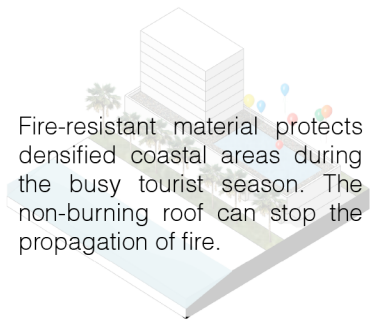 Fire-resistant material protects
densified coastal areas during
the busy tourist season. The
non-burning roof can stop the
propagation of fire.